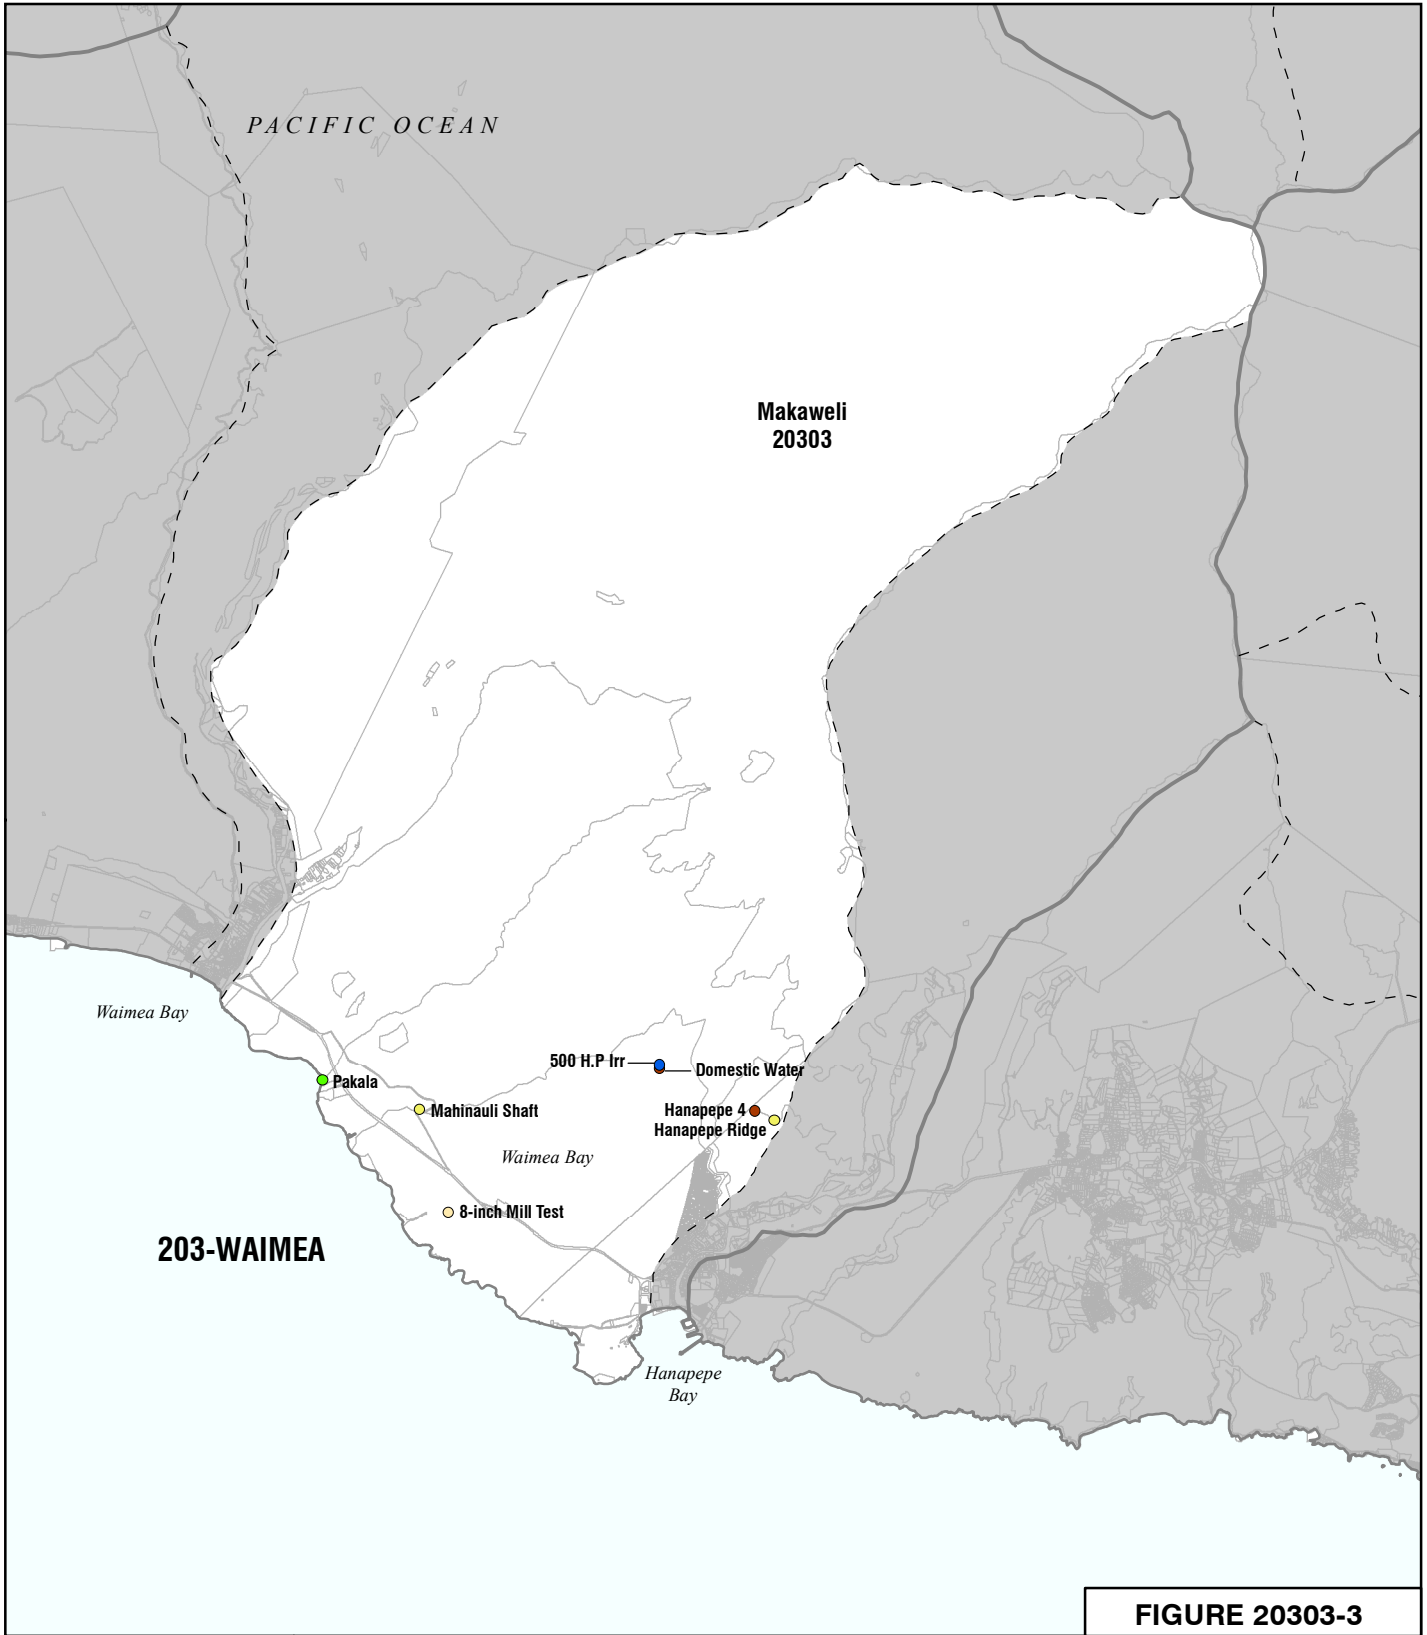 PACIFIC OCEAN
Makaweli
20303
Waimea Bay
500 H.P Irr
Domestic Water
Pakala
Mahinauli Shaft
Hanapepe 4
Hanapepe Ridge
Waimea Bay
8-inch Mill Test
203-WAIMEA
Hanapepe
Bay
FIGURE 20303-3